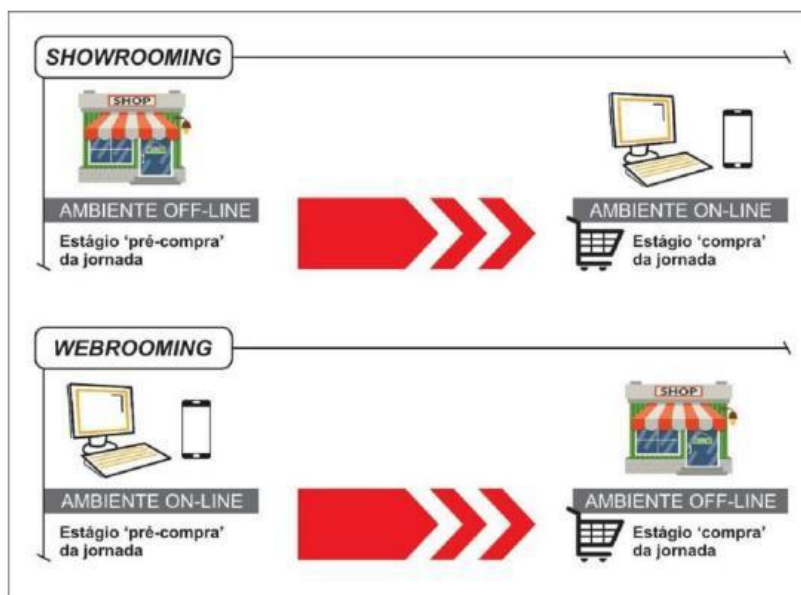 SHOWROOMING
SHOP
AMBIENTE OFF-LINE
Estágio 'pré-compra'
da jornada
AMBIENTE ON-LINE
Estágio 'compra'
da jornada
WEBROOMING
AMBIENTE ON-LINE
Estágio 'pré-compra'
da jornada
SHOP
AMBIENTE OFF-LINE
Estágio 'compra'
da jornada